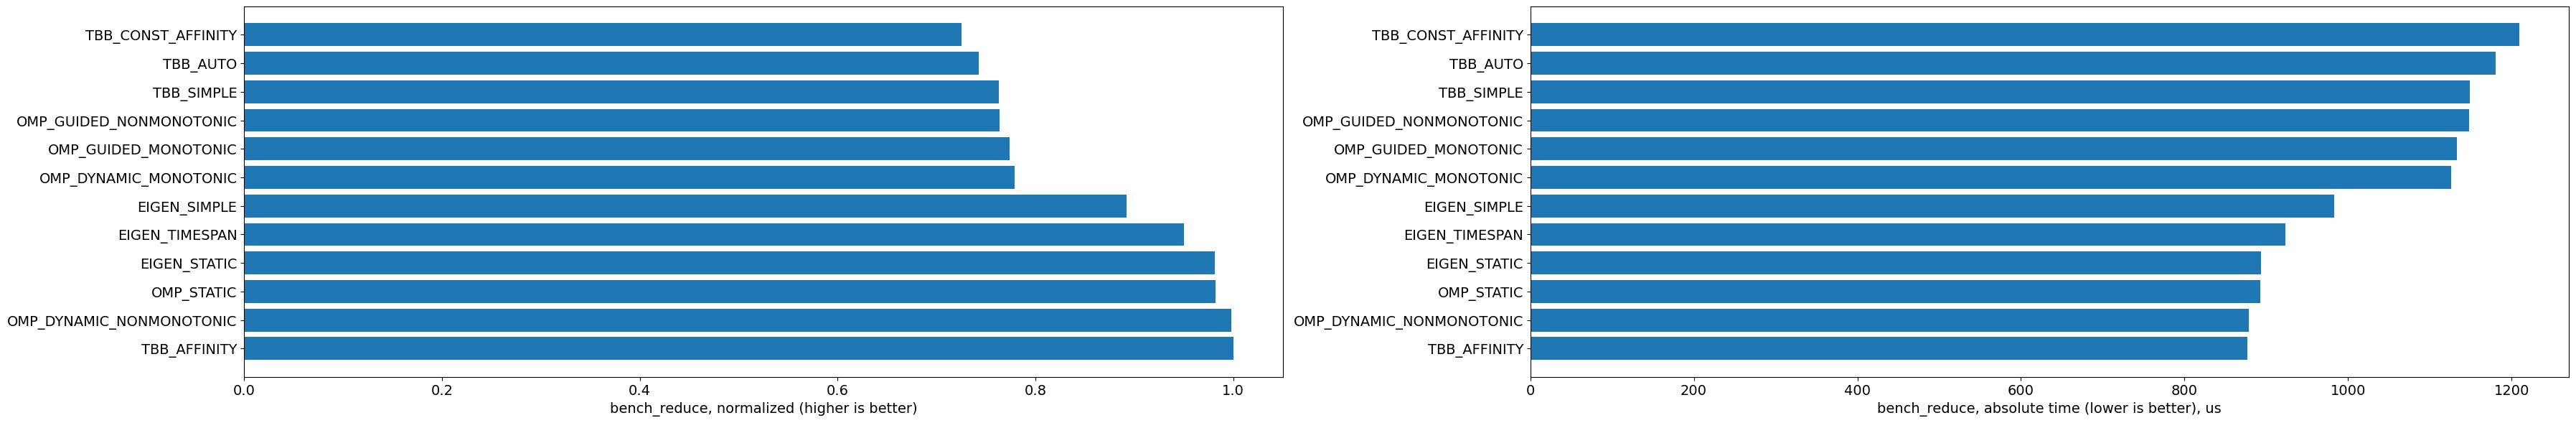 TBB_CONST_AFFINITY
TBB_AUTO
TBB_SIMPLE
OMP_GUIDED_NONMONOTONIC
OMP_GUIDED_MONOTONIC
OMP_DYNAMIC_MONOTONIC
EIGEN_SIMPLE
EIGEN_TIMESPAN
EIGEN_STATIC
OMP_STATIC
OMP_DYNAMIC_NONMONOTONIC
TBB_AFFINITY
0.0 0.2 0.4 0.6 0.8 1.0
bench_reduce, normalized (higher is better)
TBB_CONST_AFFINITY
TBB_AUTO
TBB_SIMPLE
OMP_GUIDED_NONMONOTONIC
OMP_GUIDED_MONOTONIC
OMP_DYNAMIC_MONOTONIC
EIGEN_SIMPLE
EIGEN_TIMESPAN
EIGEN_STATIC
OMP_STATIC
OMP_DYNAMIC_NONMONOTONIC
TBB_AFFINITY
0 200 400 600 800 1000 1200
bench_reduce, absolute time (lower is better), us